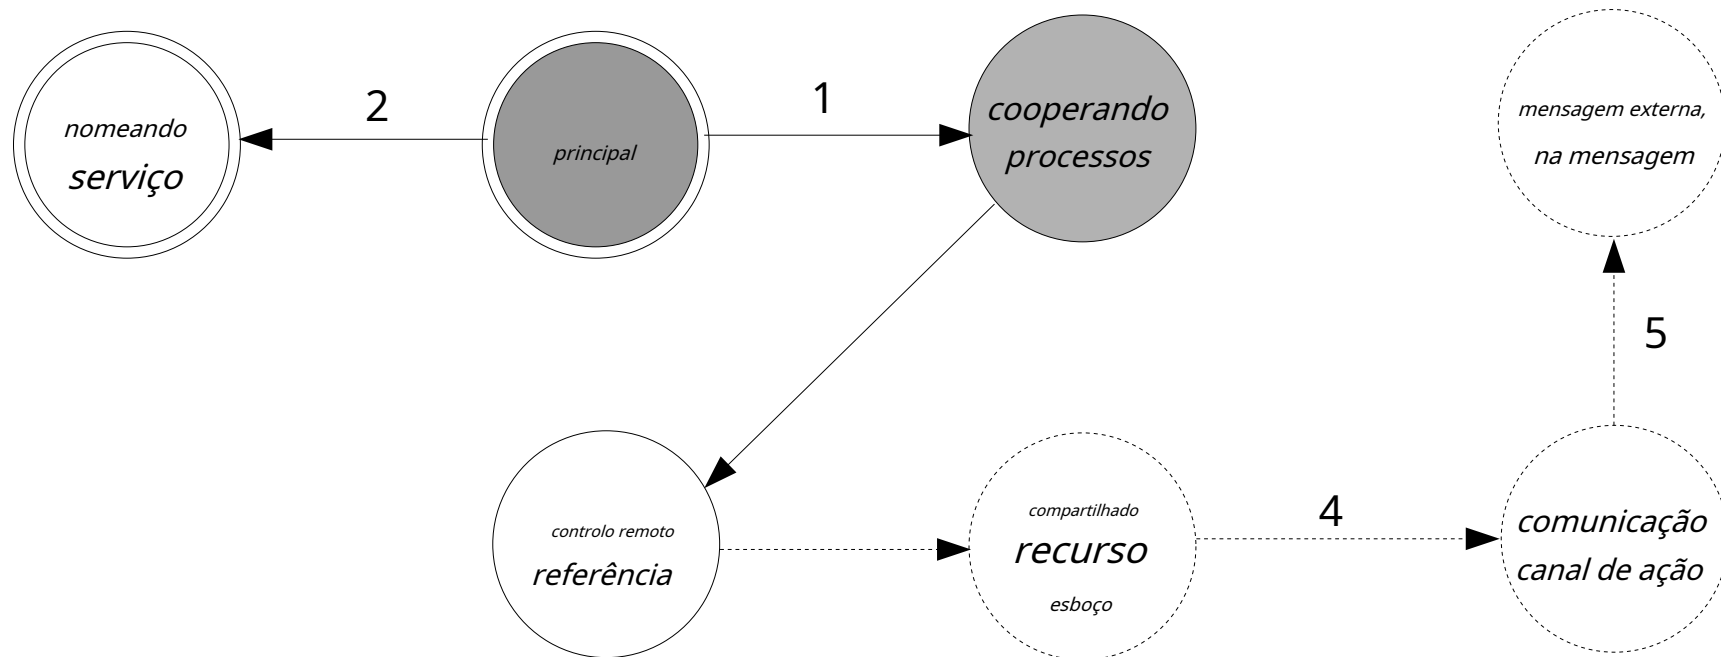 nomeando
serviço
2
principal
1
cooperando
processos
mensagem externa,
na mensagem
5
controlo remoto
referência
compartilhado
recurso
esboço
4
comunicação
canal de ação